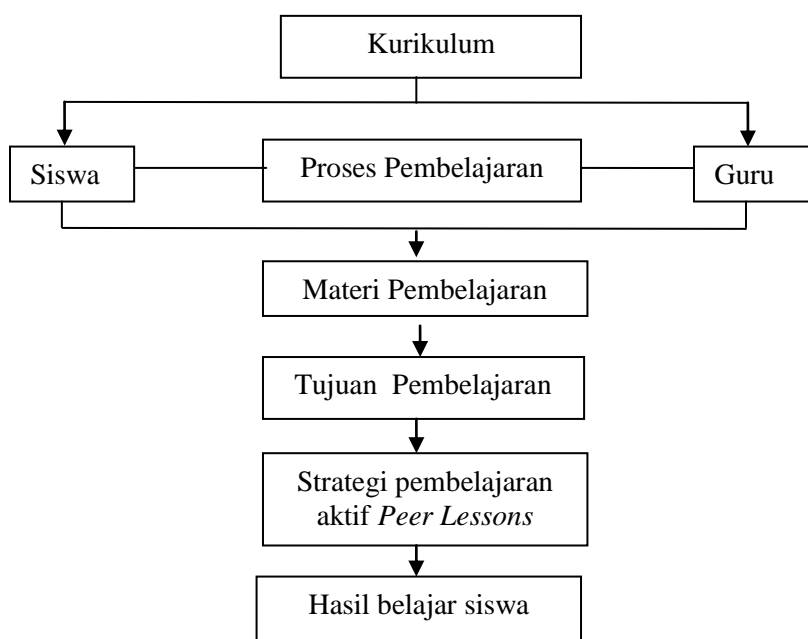 Kurikulum
Siswa
Proses Pembelajaran
Guru
Materi Pembelajaran
Tujuan Pembelajaran
Strategi pembelajaran
aktif Peer Lessons
Hasil belajar siswa